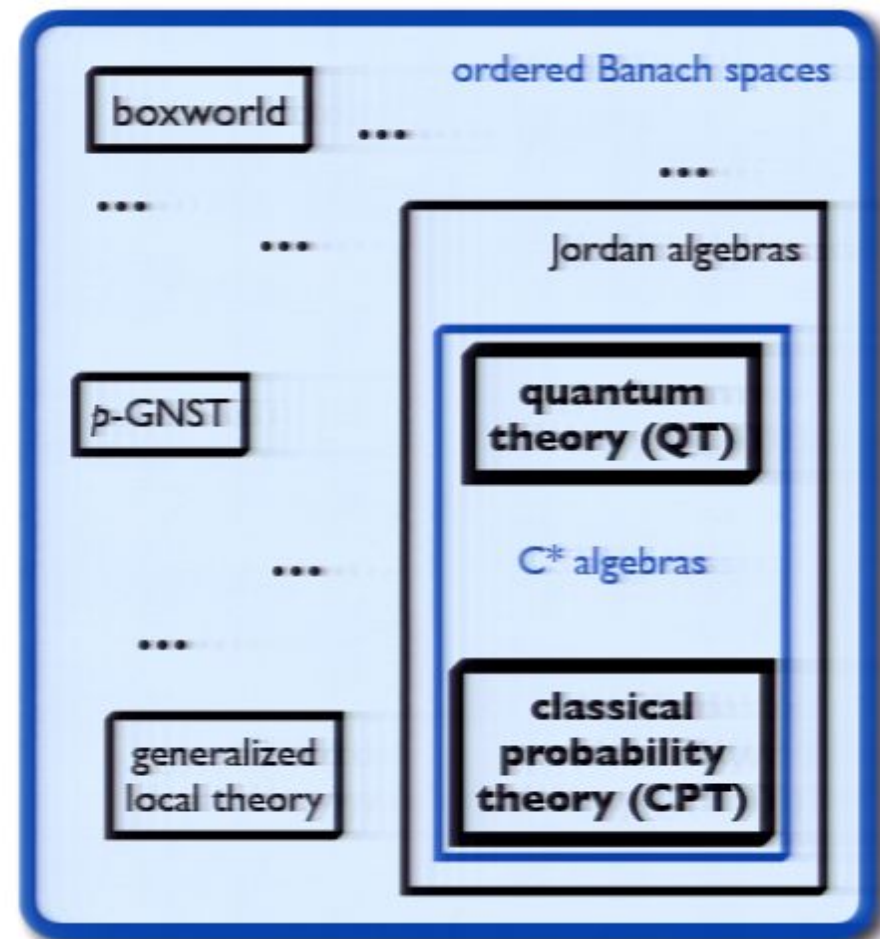 ordered Banach spaces
boxworld
...
...
...
...
Jordan algebras
p-GNST
quantum
theory (QT)
C* algebras
...
...
generalized
local theory
classical
probability
theory (CPT)